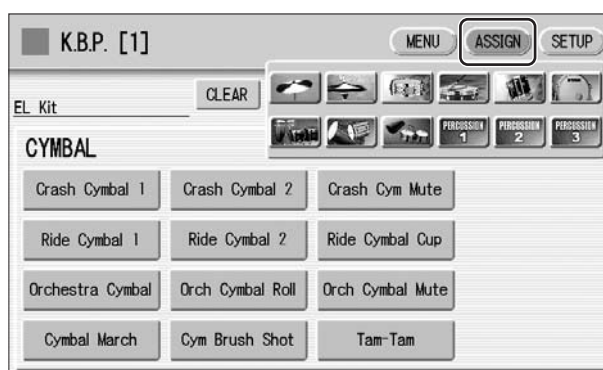 K.B.P. [1] MENU ASSIGN SETUP
CLEAR
EL Kit
PERCUSSION 1 PERCUSSION 2 PERCUSSION 3
CYMBAL
Crash Cymbal 1 Crash Cymbal 2 Crash Cym Mute
Ride Cymbal 1 Ride Cymbal 2 Ride Cymbal Cup
Orchestra Cymbal Orch Cymbal Roll Orch Cymbal Mute
Cymbal March Cym Brush Shot Tam-Tam